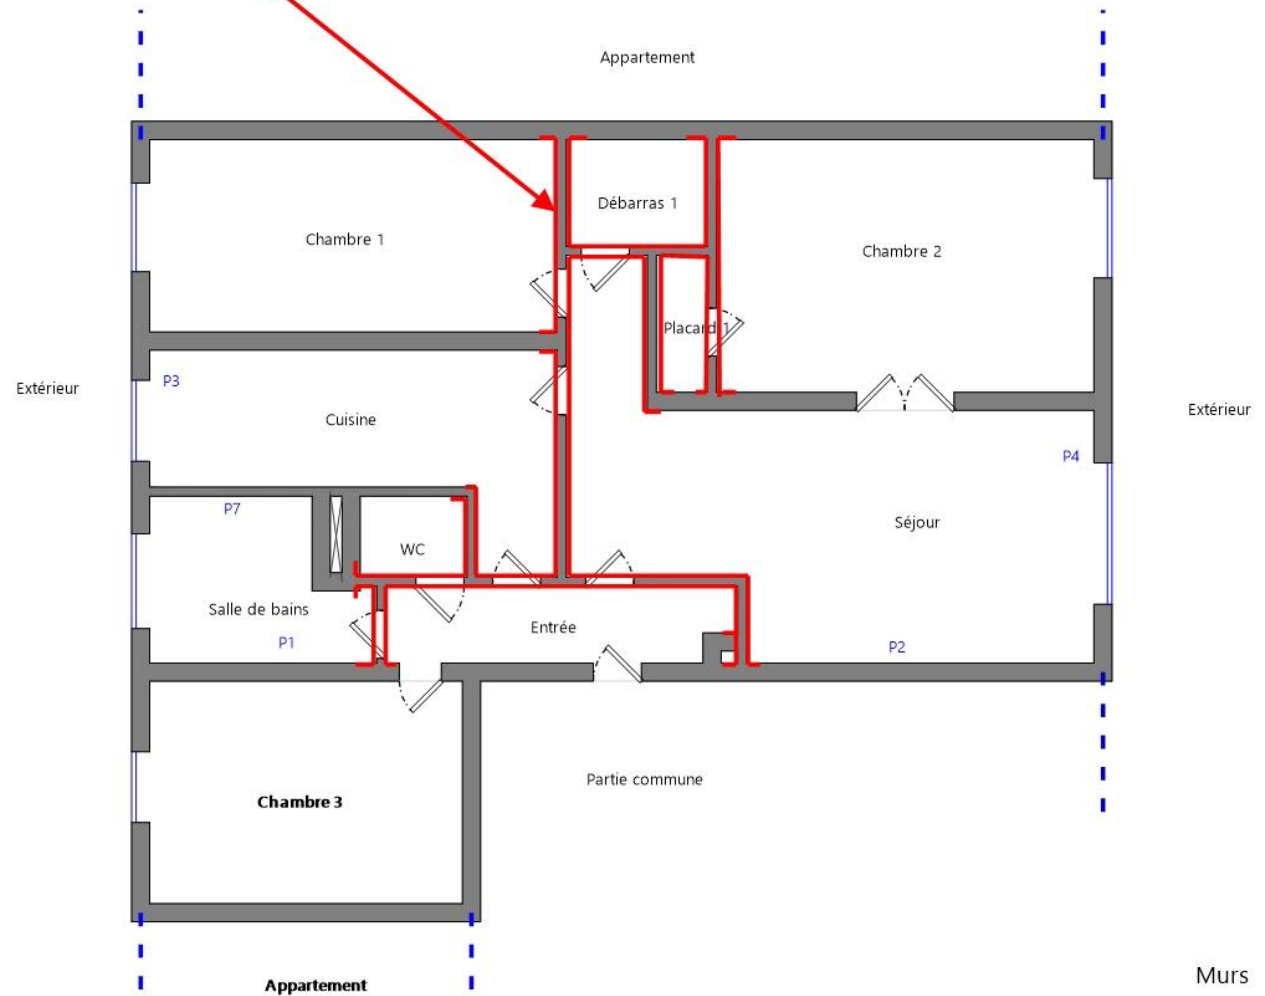 Appartement
Débarras 1
Chambre 1
Chambre 2
Placard 1
P3
Extérieur
Extérieur
Cuisine
P4
P7
Séjour
WC
Salle de bains
Entrée
P1
P2
Partie commune
Chambre 3
Murs
Appartement